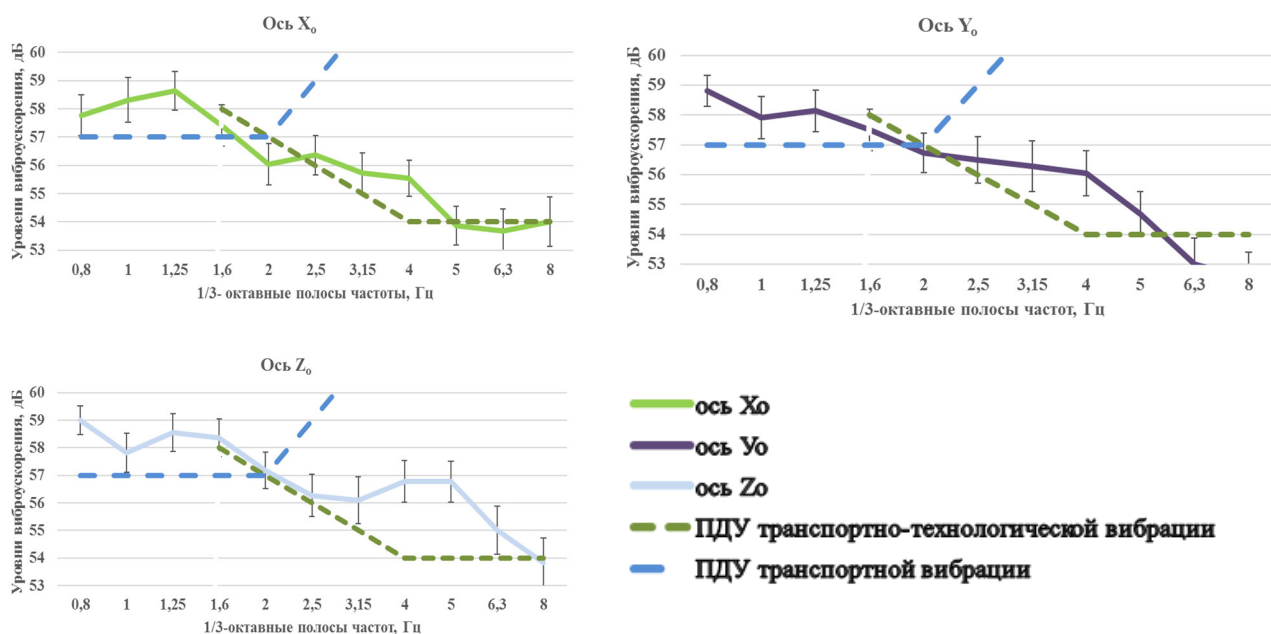 Ось Xₒ
Уровени виброускорения, дБ
60
59
58
57
56
55
54
53
0,8 1 1,25 1,6 2 2,5 3,15 4 5 6,3 8
1/3- октавные полосы частоты, Гц
Ось Yₒ
Уровни виброускорения, дБ
60
59
58
57
56
55
54
53
0,8 1 1,25 1,6 2 2,5 3,15 4 5 6,3 8
1/3-октавные полосы частот, Гц
Ось Zₒ
Уровни виброускорения, дБ
60
59
58
57
56
55
54
53
0,8 1 1,25 1,6 2 2,5 3,15 4 5 6,3 8
1/3-октавные полосы частот, Гц
ось Хо
ось Уо
ось Zо
ПДУ транспортно-технологической вибрации
ПДУ транспортной вибрации